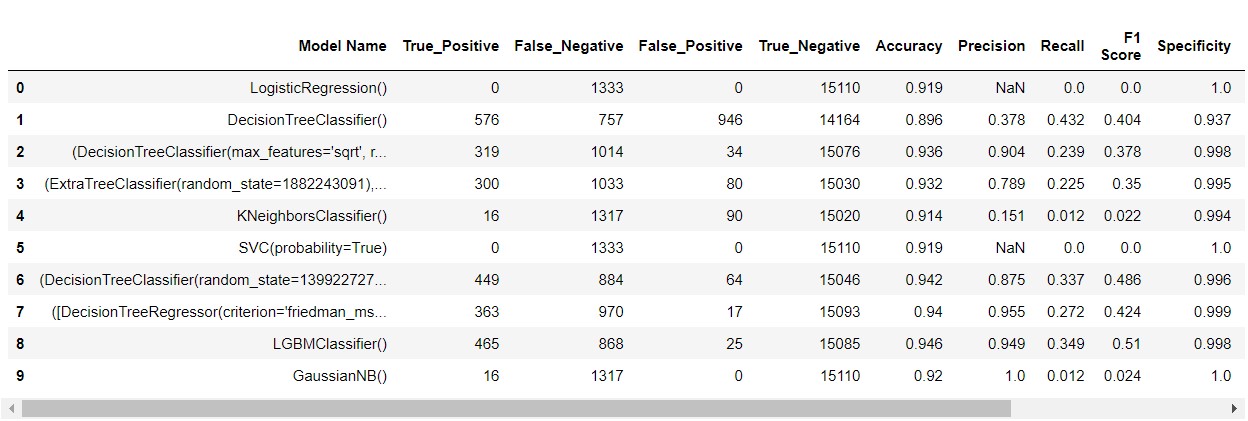 Model Name True_Positive False_Negative False_Positive True_Negative Accuracy Precision Recall F1 Score Specificity
0 LogisticRegression() 0 1333 0 15110 0.919 NaN 0.0 0.0 1.0
1 DecisionTreeClassifier() 576 757 946 14164 0.896 0.378 0.432 0.404 0.937
2 (DecisionTreeClassifier(max_features='sqrt', r... 319 1014 34 15076 0.936 0.904 0.239 0.378 0.998
3 (ExtraTreeClassifier(random_state=1882243091),... 300 1033 80 15030 0.932 0.789 0.225 0.35 0.995
4 KNeighborsClassifier() 16 1317 90 15020 0.914 0.151 0.012 0.022 0.994
5 SVC(probability=True) 0 1333 0 15110 0.919 NaN 0.0 0.0 1.0
6 (DecisionTreeClassifier(random_state=139922727... 449 884 64 15046 0.942 0.875 0.337 0.486 0.996
7 ([DecisionTreeRegressor(criterion='friedman_ms... 363 970 17 15093 0.94 0.955 0.272 0.424 0.999
8 LGBMClassifier() 465 868 25 15085 0.946 0.949 0.349 0.51 0.998
9 GaussianNB() 16 1317 0 15110 0.92 1.0 0.012 0.024 1.0